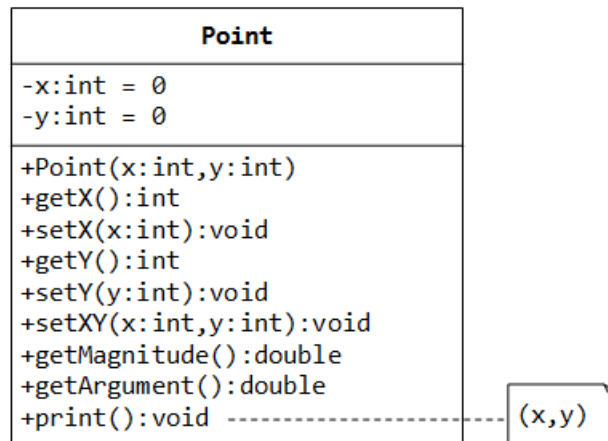 Point
-x:int = 0
-y:int = 0
+Point(x:int,y:int)
+getX():int
+setX(x:int):void
+getY():int
+setY(y:int):void
+setXY(x:int,y:int):void
+getMagnitude():double
+getArgument():double
+print():void
(x,y)